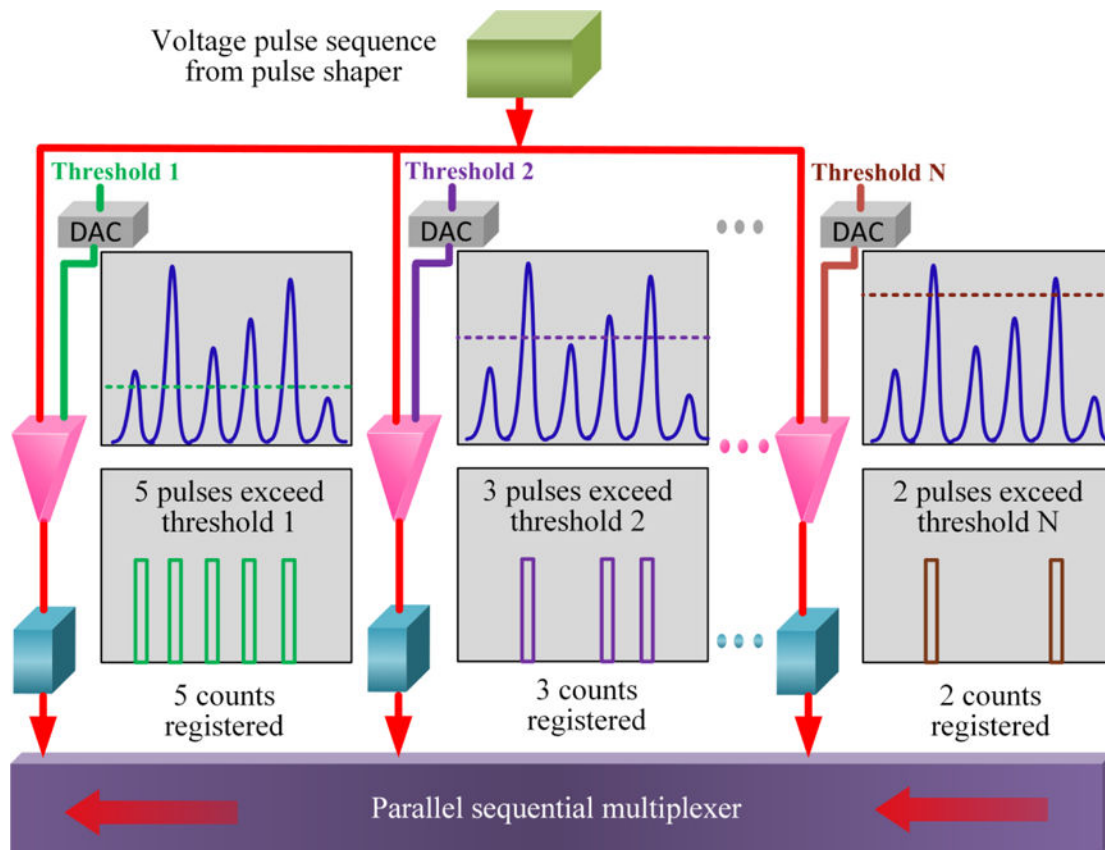 Voltage pulse sequence
from pulse shaper
Threshold 1
Threshold 2
Threshold N
DAC
DAC
DAC
5 pulses exceed
threshold 1
3 pulses exceed
threshold 2
2 pulses exceed
threshold N
5 counts
registered
3 counts
registered
2 counts
registered
Parallel sequential multiplexer